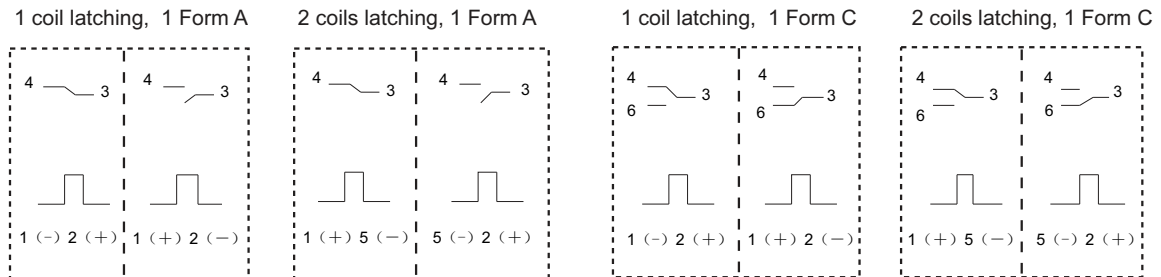 1 coil latching, 1 Form A
2 coils latching, 1 Form A
1 coil latching, 1 Form C
2 coils latching, 1 Form C
4 3 4 3
4 3 4 3
4 3 4 3
6 6
4 3 4 3
6 6
1 (-) 2 (+) 1 (+) 2 (—)
1 (+) 5 (—) 5 (-) 2 (+)
1 (-) 2 (+) 1 (+) 2 (—)
1 (+) 5 (—) 5 (-) 2 (+)